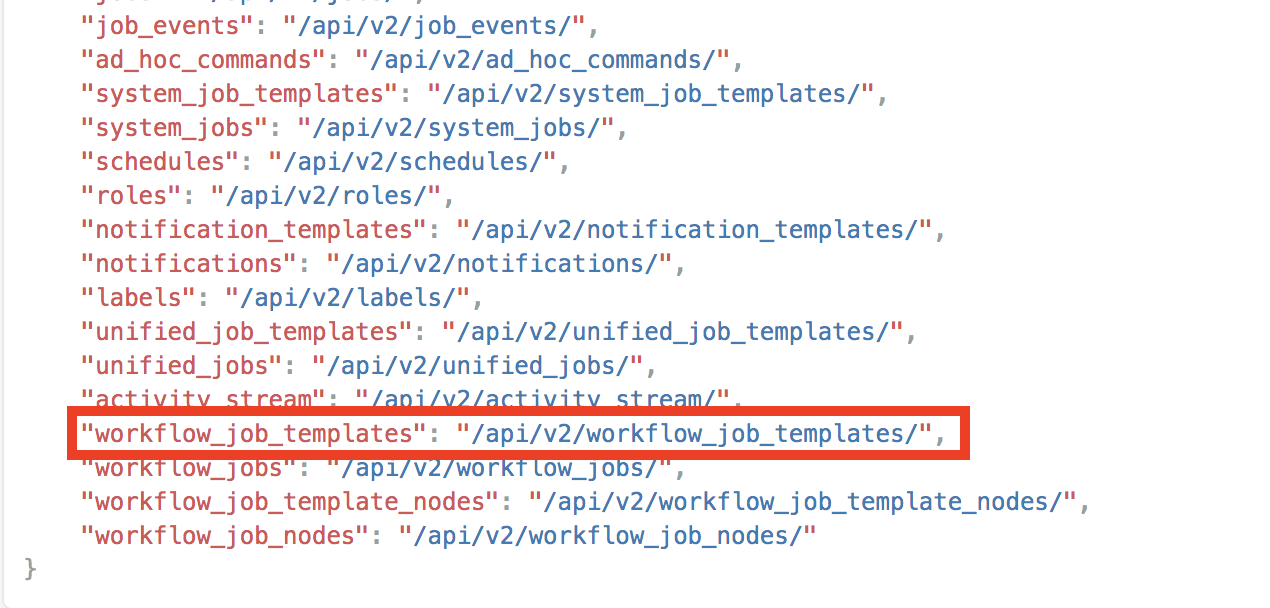 "job_events": "/api/v2/job_events/",
"ad_hoc_commands": "/api/v2/ad_hoc_commands/",
"system_job_templates": "/api/v2/system_job_templates/",
"system_jobs": "/api/v2/system_jobs/",
"schedules": "/api/v2/schedules/",
"roles": "/api/v2/roles/",
"notification_templates": "/api/v2/notification_templates/",
"notifications": "/api/v2/notifications/",
"labels": "/api/v2/labels/",
"unified_job_templates": "/api/v2/unified_job_templates/",
"unified_jobs": "/api/v2/unified_jobs/",
"activity_stream": "/api/v2/activity_stream/",
"workflow_job_templates": "/api/v2/workflow_job_templates/",
"workflow_jobs": "/api/v2/workflow_jobs/",
"workflow_job_template_nodes": "/api/v2/workflow_job_template_nodes/",
"workflow_job_nodes": "/api/v2/workflow_job_nodes/"
}